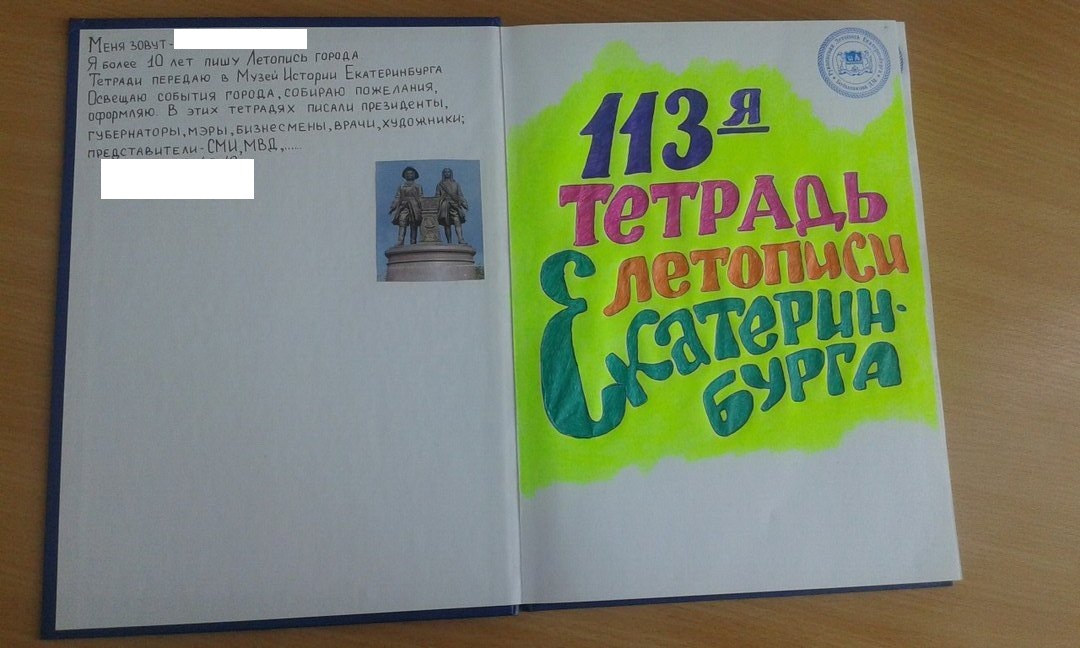 Меня зовут-
Я более 10 лет пишу Летопись города
Тетради передаю в Музей Истории Екатеринбурга
Освещаю события города, собираю пожелания,
оформляю. В этих тетрадях писали президенты,
губернаторы, мэры, бизнесмены, врачи, художники;
представители-СМИ, МВД,.....
113-я
Тетрадь
летописи
Екатерин-
бурга